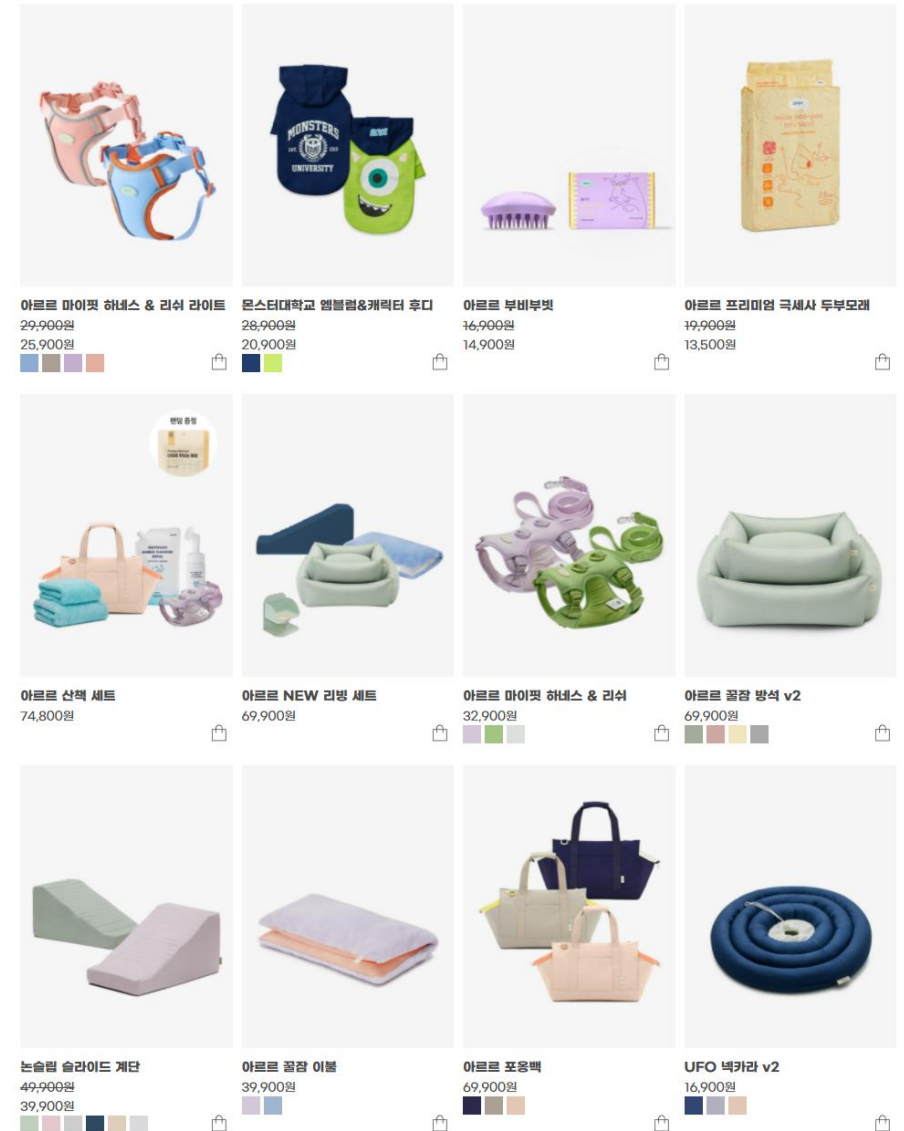 MONSTERS
EST. 1313
UNIVERSITY
아르르 마이핏 하네스 & 리쉬 라이트
29,900원
25,900원
몬스터대학교 엠블럼&캐릭터 후디
28,900원
20,900원
아르르 부비부빗
16,900원
14,900원
아르르 프리미엄 극세사 두부모래
19,900원
13,500원
랜덤 증정
아르르 산책 세트
74,800원
아르르 NEW 리빙 세트
69,900원
아르르 마이핏 하네스 & 리쉬
32,900원
아르르 꿀잠 방석 v2
69,900원
논슬립 슬라이드 계단
49,900원
39,900원
아르르 꿀잠 이불
39,900원
아르르 포옹백
69,900원
UFO 넥카라 v2
16,900원